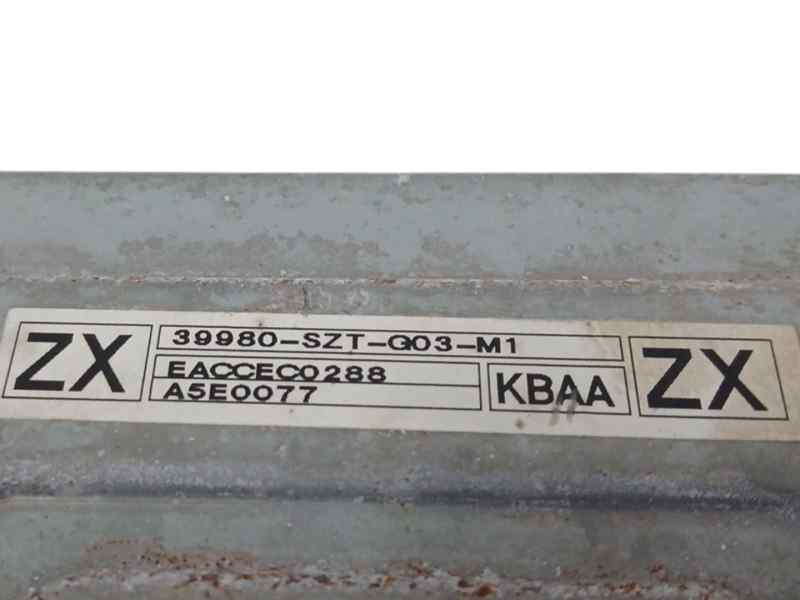 ZX
39980-SZT-G03-M1
EACCEC0288
A5E0077
KBAA
ZX